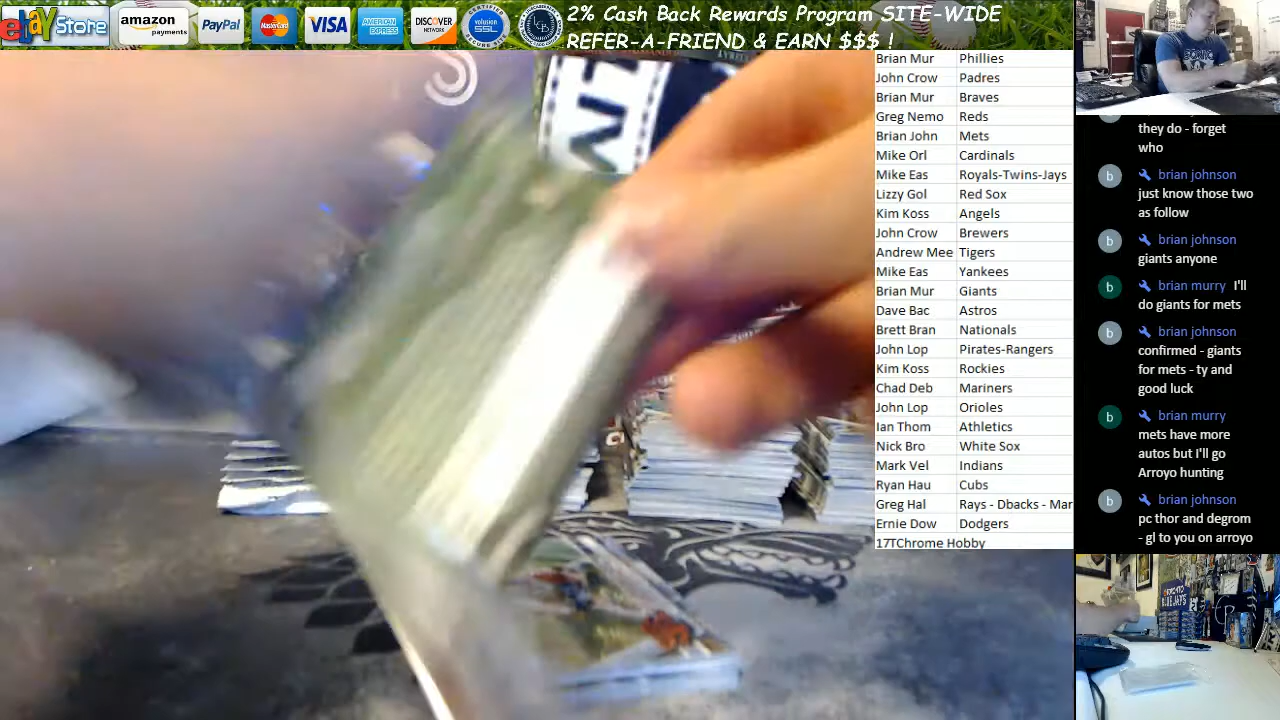 ebay Store
amazon payments
PayPal
MasterCard
VISA
AMERICAN EXPRESS
DISCOVER NETWORK
volusion SSL
2% Cash Back Rewards Program SITE-WIDE
REFER-A-FRIEND & EARN $$$ !
Brian Mur Phillies
John Crow Padres
Brian Mur Braves
Greg Nemo Reds
Brian John Mets
Mike Orl Cardinals
Mike Eas Royals-Twins-Jays
Lizzy Gol Red Sox
Kim Koss Angels
John Crow Brewers
Andrew Mee Tigers
Mike Eas Yankees
Brian Mur Giants
Dave Bac Astros
Brett Bran Nationals
John Lop Pirates-Rangers
Kim Koss Rockies
Chad Deb Mariners
John Lop Orioles
Ian Thom Athletics
Nick Bro White Sox
Mark Vel Indians
Ryan Hau Cubs
Greg Hal Rays - Dbacks - Mar
Ernie Dow Dodgers
17TChrome Hobby
they do - forget
who
b brian johnson
just know those two
as follow
b brian johnson
giants anyone
b brian murry I'll
do giants for mets
b brian johnson
confirmed - giants
for mets - ty and
good luck
b brian murry
mets have more
autos but I'll go
Arroyo hunting
b brian johnson
pc thor and degrom
- gl to you on arroyo